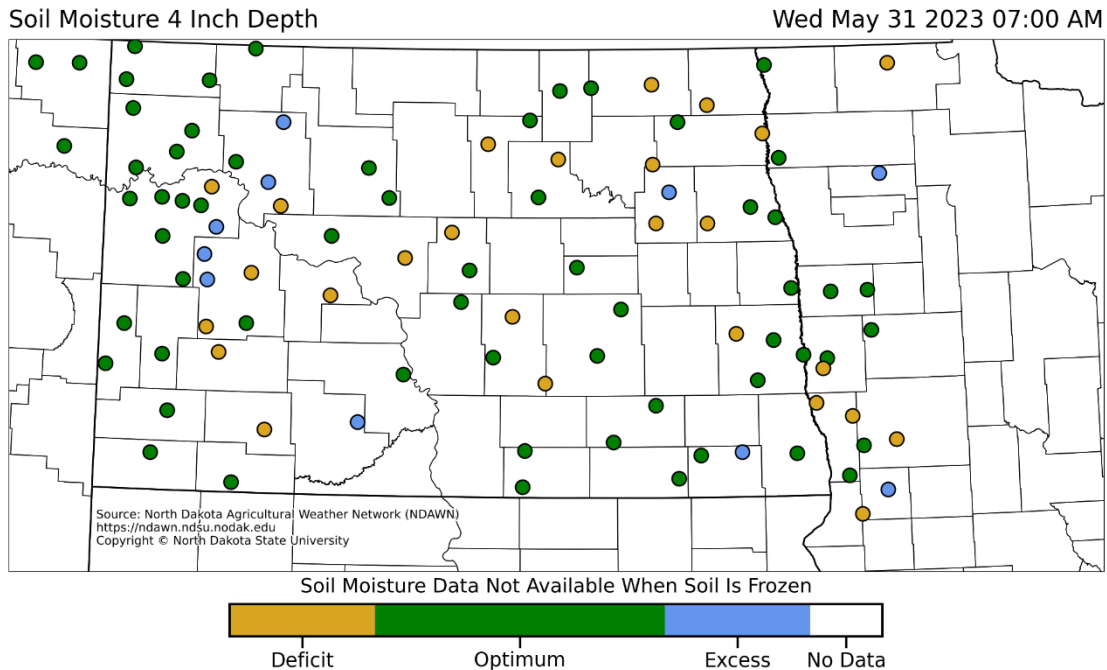 Soil Moisture 4 Inch Depth
Wed May 31 2023 07:00 AM
Source: North Dakota Agricultural Weather Network (NDAWN)
https://ndawn.ndsu.nodak.edu
Copyright © North Dakota State University
Soil Moisture Data Not Available When Soil Is Frozen
Deficit
Optimum
Excess
No Data